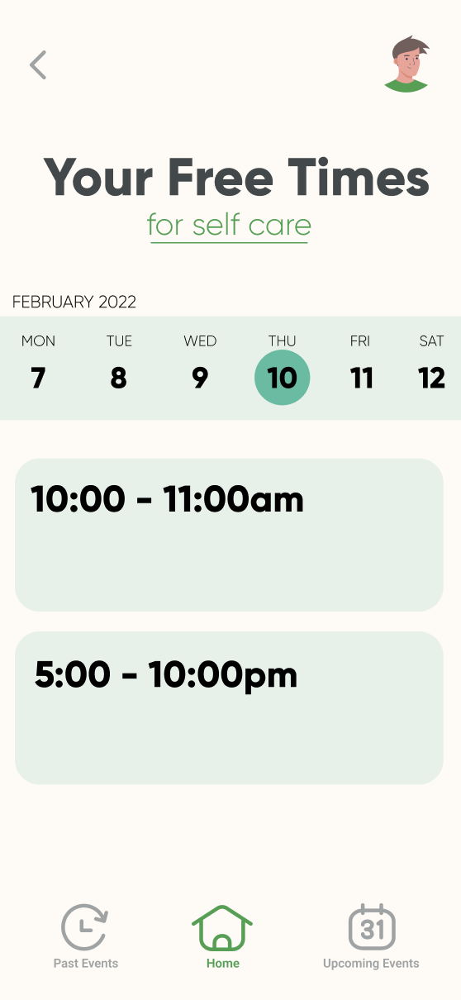 Your Free Times
for self care
FEBRUARY 2022
MON TUE WED THU FRI SAT
7 8 9 10 11 12
10:00 - 11:00am
5:00 - 10:00pm
31
Past Events Home Upcoming Events